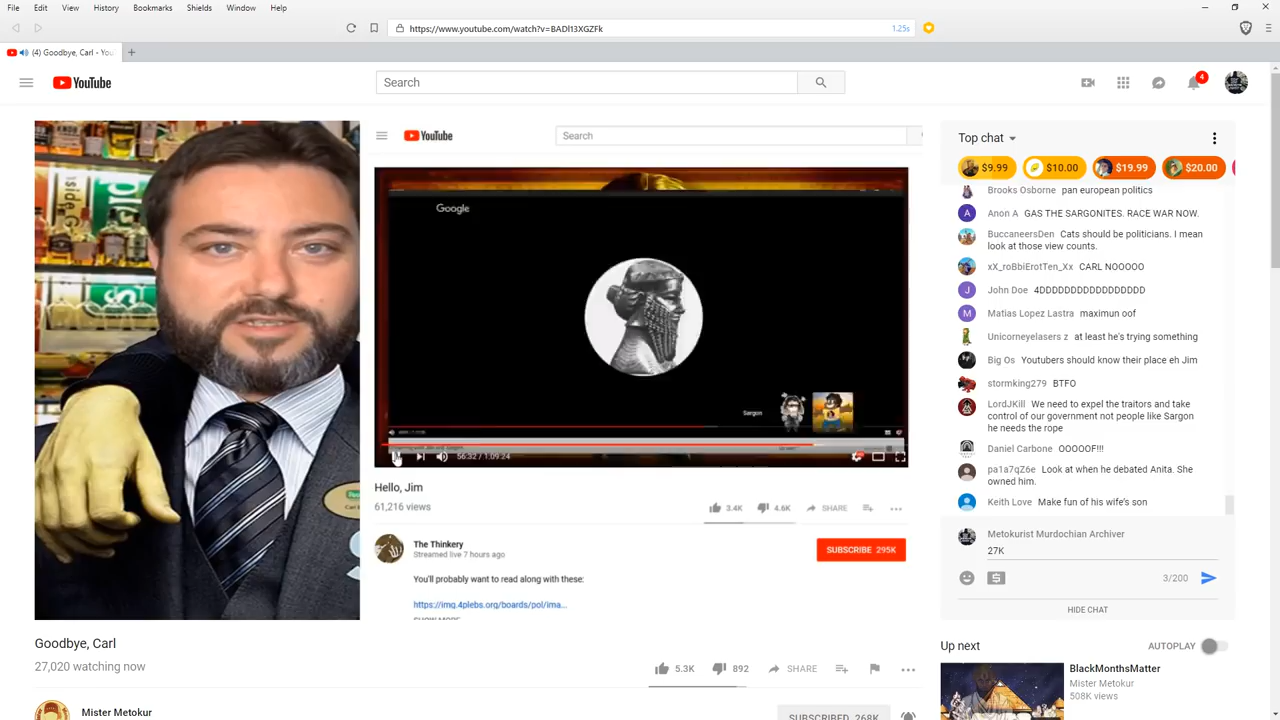 File Edit View History Bookmarks Shields Window Help
https://www.youtube.com/watch?v=BADl13XGZFk 1.25s
(4) Goodbye, Carl - You
YouTube
Search
4
YouTube
Search
Google
Sargon
56:32 / 1:09:24
Hello, Jim
61,216 views
3.4K 4.6K SHARE
The Thinkery
Streamed live 7 hours ago
SUBSCRIBE 295K
You'll probably want to read along with these:
https://img.4plebs.org/boards/pol/ima...
SHOW MORE
Goodbye, Carl
27,020 watching now
5.3K 892 SHARE
Mister Metokur
SUBSCRIBED 268K
Top chat
$9.99 $10.00 $19.99 $20.00
Brooks Osborne pan european politics
A Anon A GAS THE SARGONITES. RACE WAR NOW.
BuccaneersDen Cats should be politicians. I mean
look at those view counts.
xX_roBbiErotTen_Xx CARL NOOOOO
J John Doe 4DDDDDDDDDDDDDDDDD
M Matias Lopez Lastra maximun oof
Unicorneyelasers z at least he's trying something
Big Os Youtubers should know their place eh Jim
stormking279 BTFO
LordJKill We need to expel the traitors and take
control of our government not people like Sargon
he needs the rope
Daniel Carbone OOOOOF!!!
pa1a7qZ6e Look at when he debated Anita. She
owned him.
Keith Love Make fun of his wife's son
Metokurist Murdochian Archiver
27K
3/200
HIDE CHAT
Up next
AUTOPLAY
BlackMonthsMatter
Mister Metokur
508K views